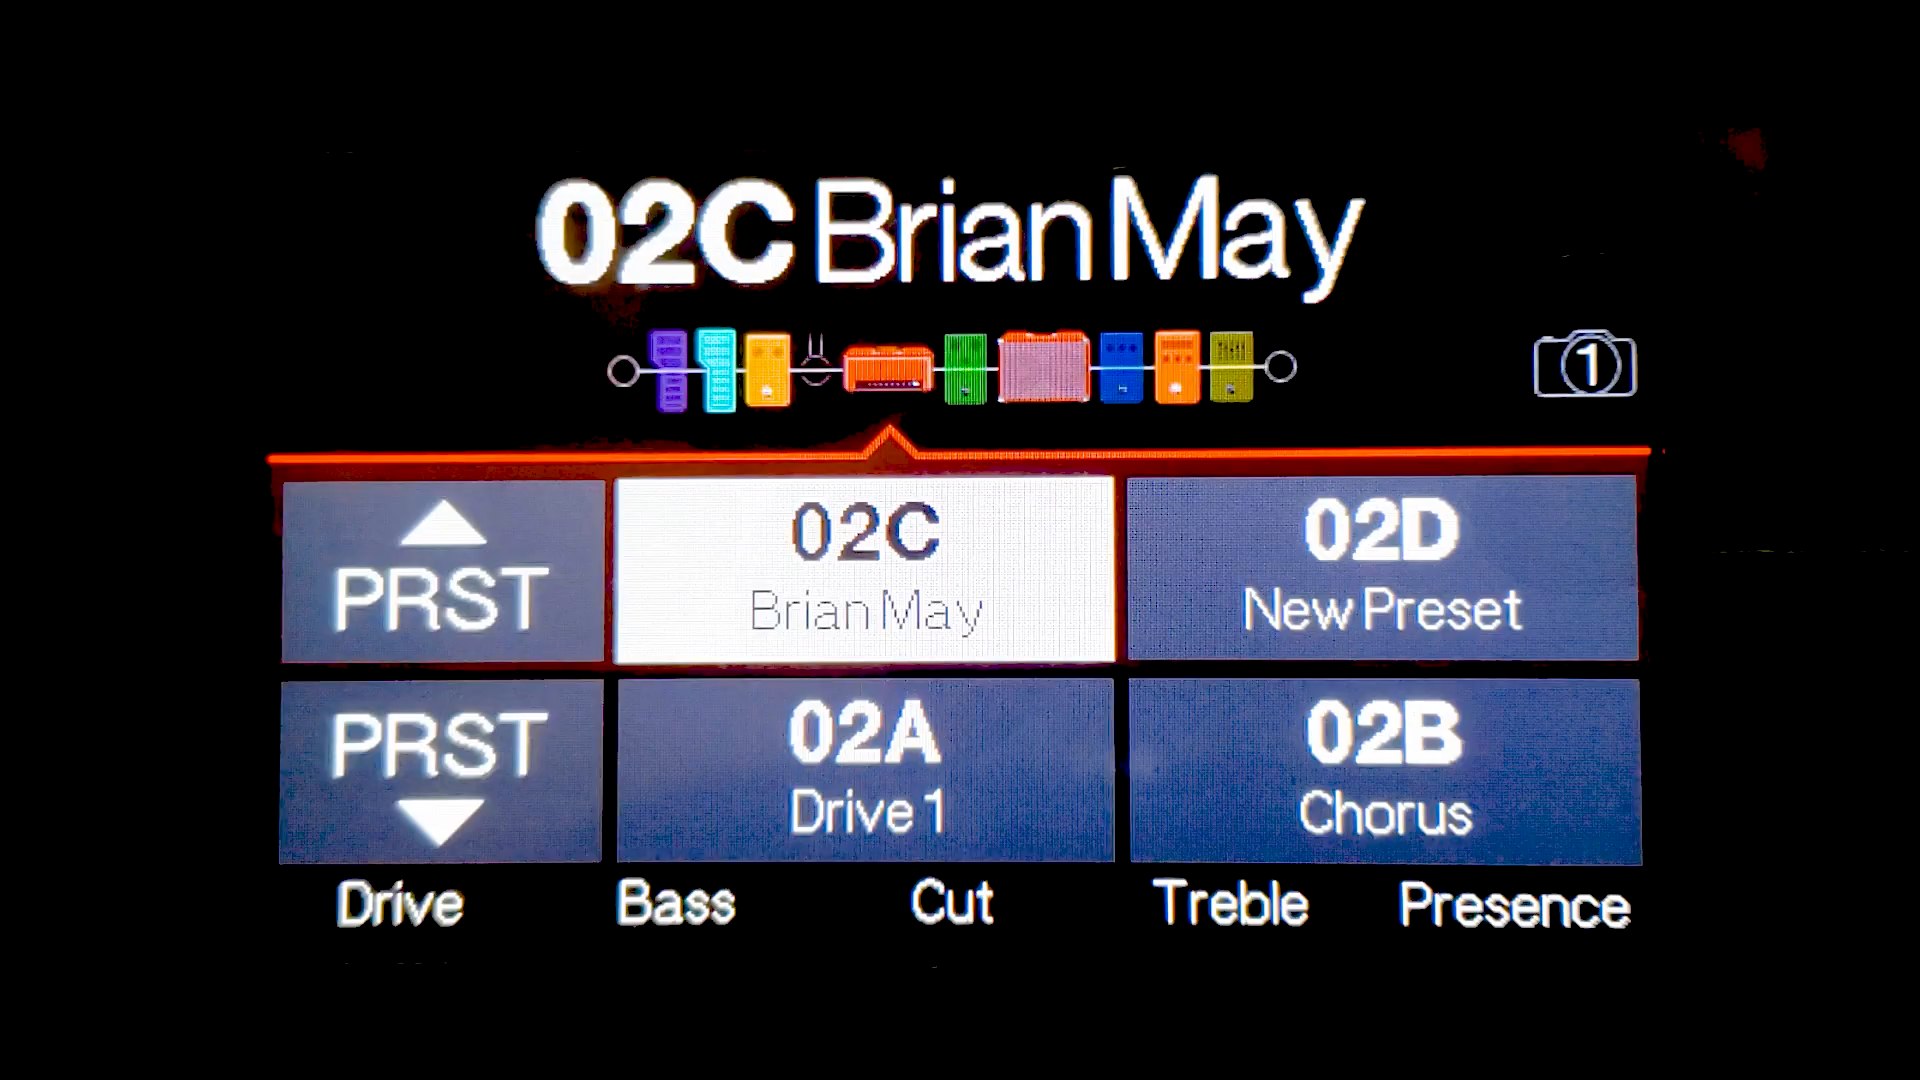 02C Brian May
1
PRST
02C
Brian May
02D
New Preset
PRST
02A
Drive 1
02B
Chorus
Drive Bass Cut Treble Presence